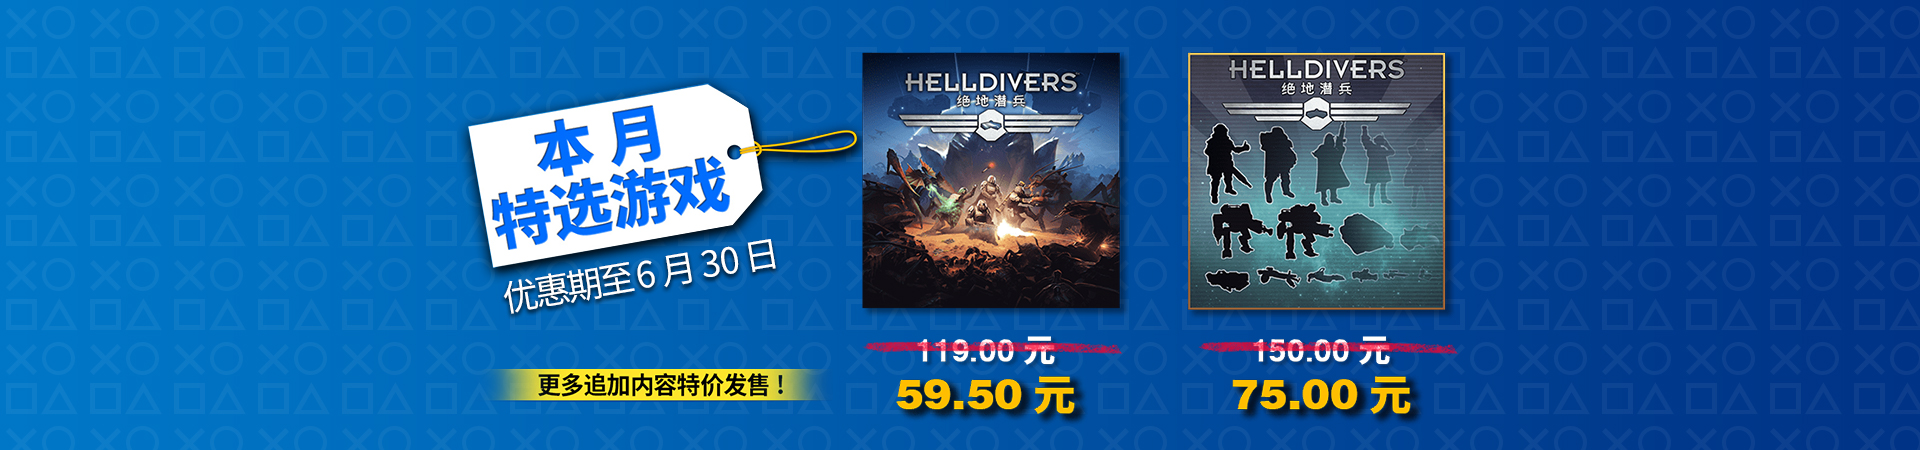 本月
特选游戏
优惠期至6月30日
更多追加内容特价发售！
HELLDIVERS
绝地潜兵
119.00 元
59.50 元
HELLDIVERS
绝地潜兵
150.00 元
75.00 元